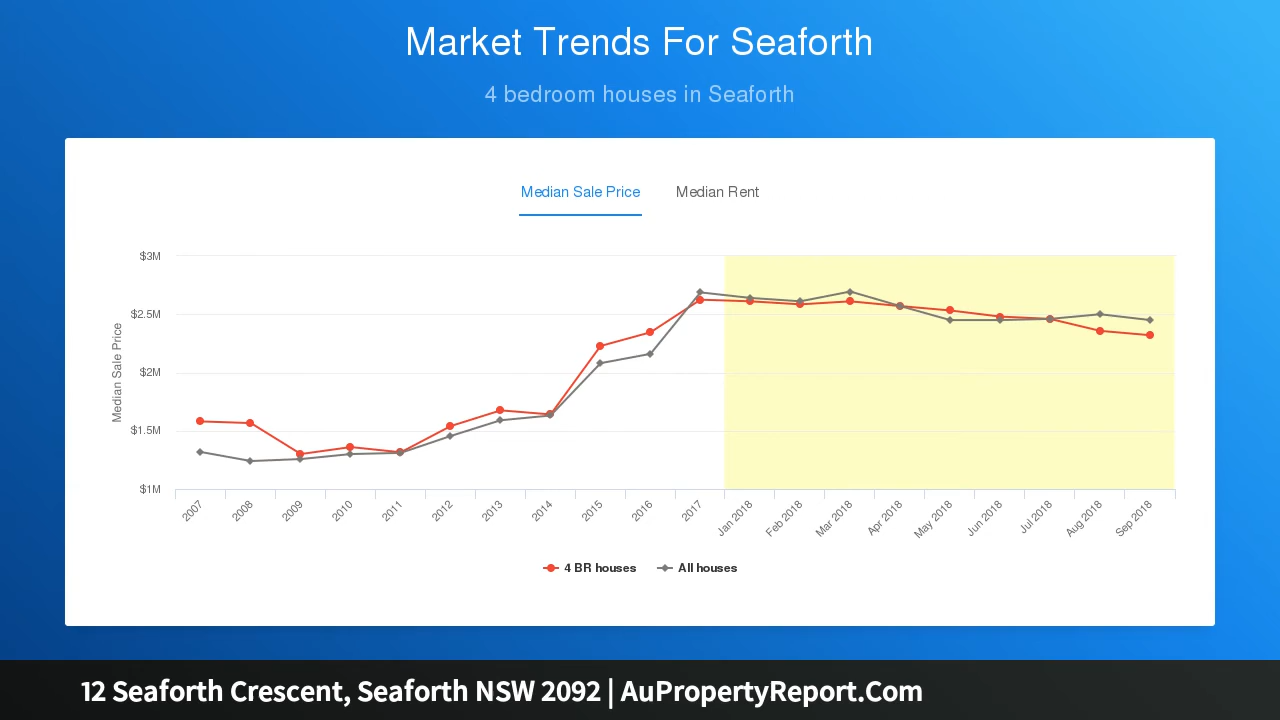 Market Trends For Seaforth
4 bedroom houses in Seaforth
Median Sale Price Median Rent
Median Sale Price
$3M
$2.5M
$2M
$1.5M
$1M
2007 2008 2009 2010 2011 2012 2013 2014 2015 2016 2017 Jan 2018 Feb 2018 Mar 2018 Apr 2018 May 2018 Jun 2018 Jul 2018 Aug 2018 Sep 2018
4 BR houses All houses
12 Seaforth Crescent, Seaforth NSW 2092 | AuPropertyReport.Com